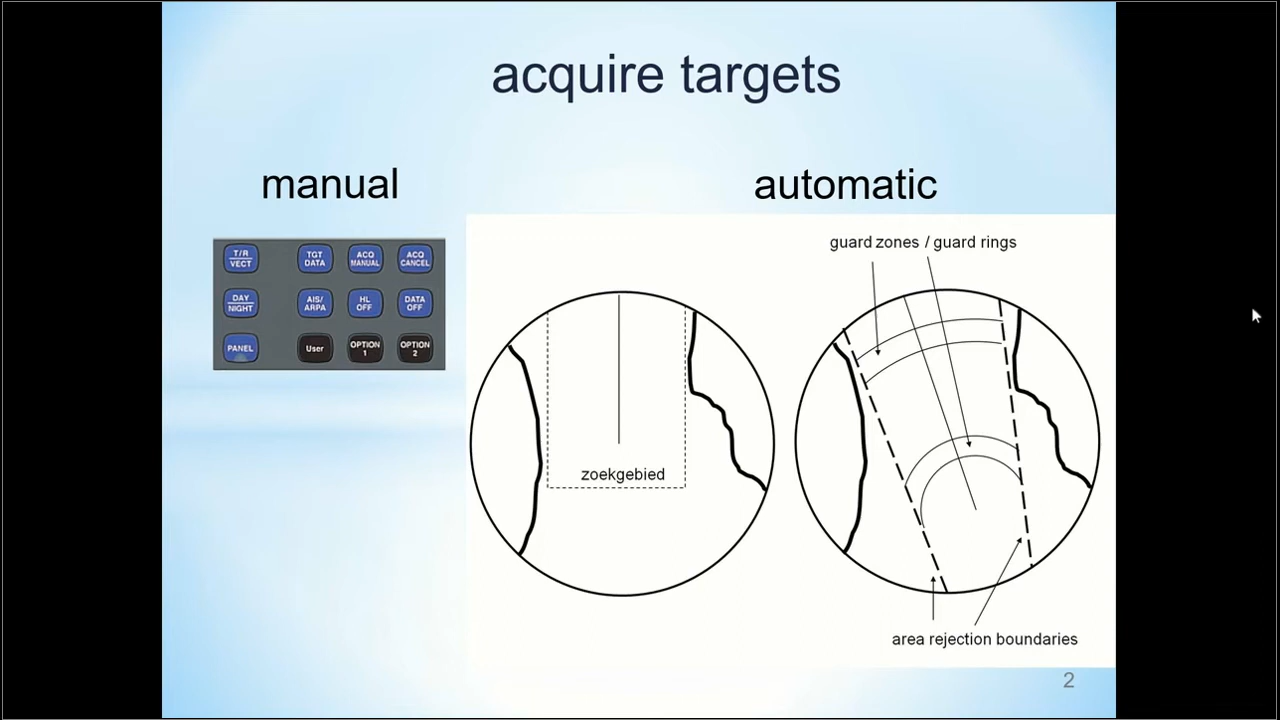 acquire targets
manual
automatic
T/R
VECT
TGT
DATA
ACQ
MANUAL
ACQ
CANCEL
DAY
NIGHT
AIS/
ARPA
HL
OFF
DATA
OFF
PANEL
User
OPTION
1
OPTION
2
guard zones / guard rings
zoekgebied
area rejection boundaries
2